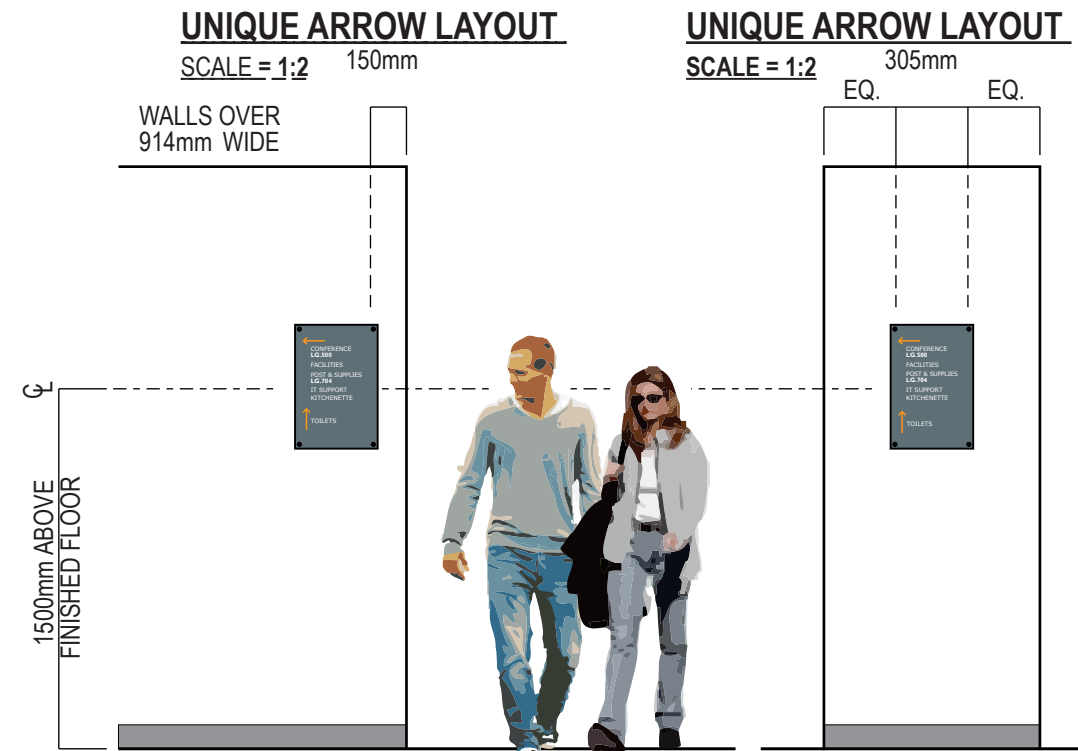 UNIQUE ARROW LAYOUT
SCALE = 1:2
150mm
WALLS OVER
914mm WIDE
CL
1500mm ABOVE
FINISHED FLOOR
CONFERENCE
LG.500
FACILITIES
POST & SUPPLIES
LG.704
IT SUPPORT
KITCHENETTE
TOILETS
UNIQUE ARROW LAYOUT
SCALE = 1:2
305mm
EQ.
EQ.
CONFERENCE
LG.500
FACILITIES
POST & SUPPLIES
LG.704
IT SUPPORT
KITCHENETTE
TOILETS